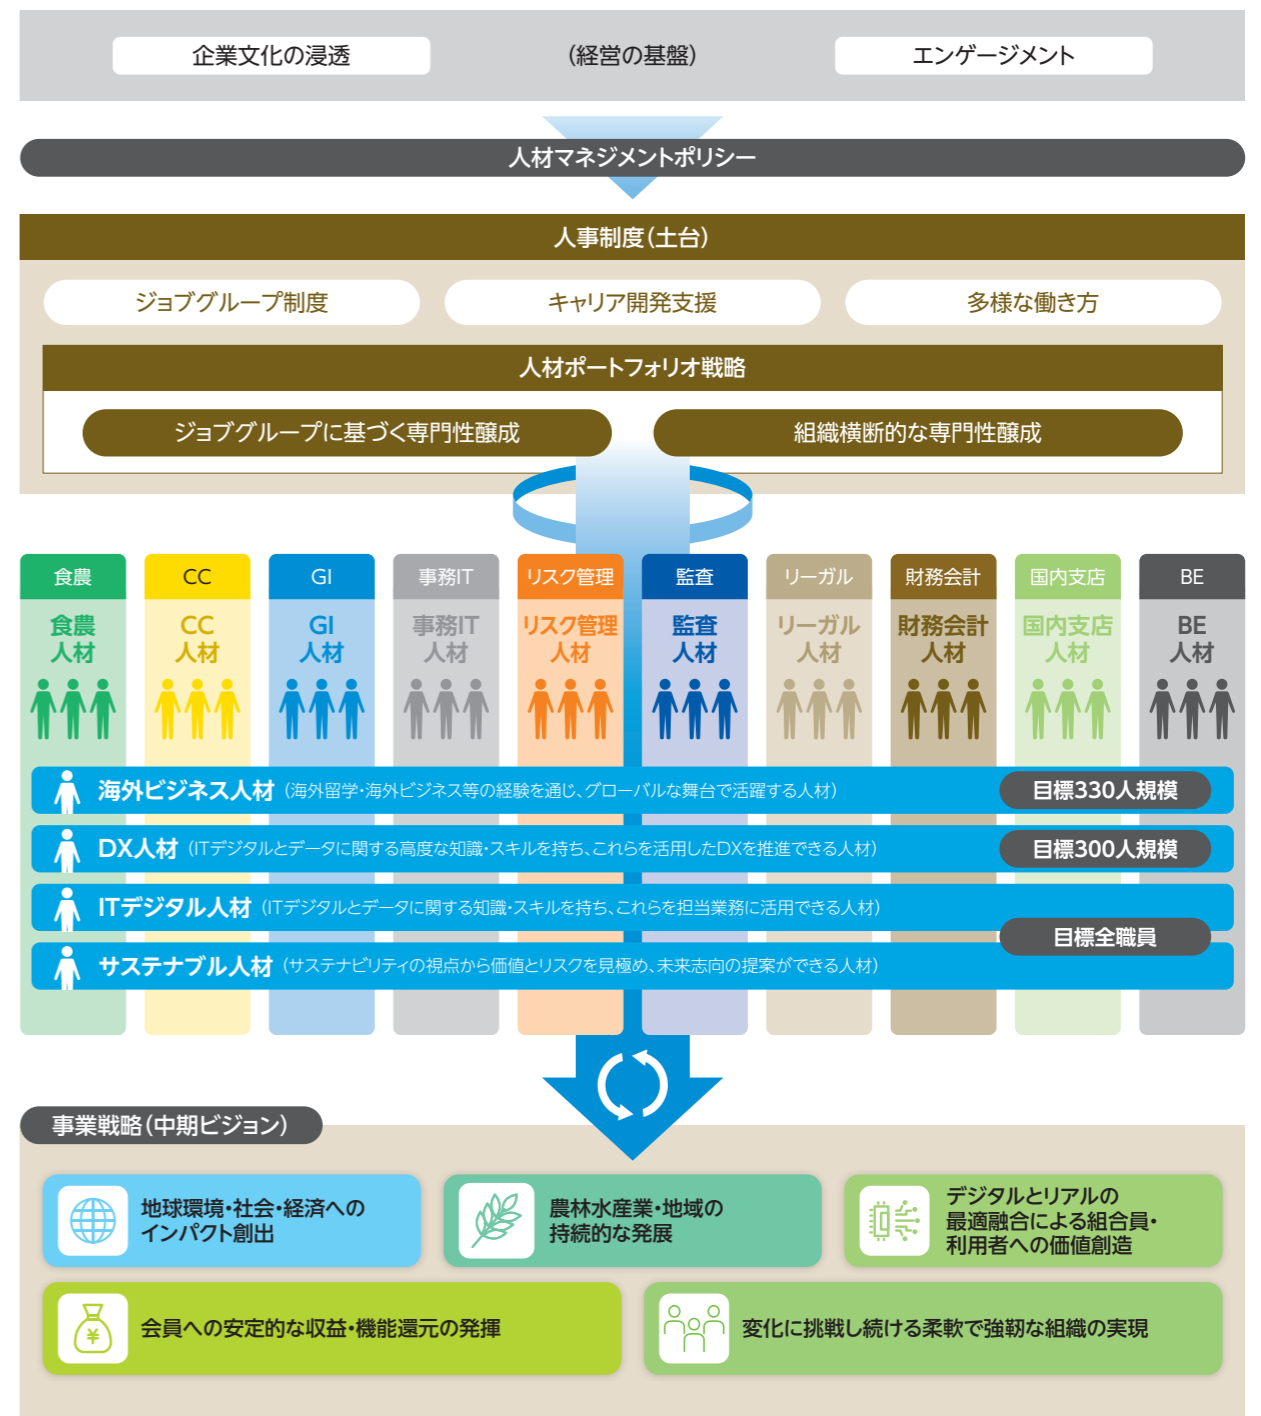 企業文化の浸透
(経営の基盤)
エンゲージメント
人材マネジメントポリシー
人事制度(土台)
ジョブグループ制度
キャリア開発支援
多様な働き方
人材ポートフォリオ戦略
ジョブグループに基づく専門性醸成
組織横断的な専門性醸成
食農
CC
GI
事務IT
リスク管理
監査
リーガル
財務会計
国内支店
BE
食農
人材
CC
人材
GI
人材
事務IT
人材
リスク管理
人材
監査
人材
リーガル
人材
財務会計
人材
国内支店
人材
BE
人材
海外ビジネス人材(海外留学・海外ビジネス等の経験を通じ、グローバルな舞台で活躍する人材)
目標330人規模
DX人材(ITデジタルとデータに関する高度な知識・スキルを持ち、これらを活用したDXを推進できる人材)
目標300人規模
ITデジタル人材(ITデジタルとデータに関する知識・スキルを持ち、これらを担当業務に活用できる人材)
目標全職員
サステナブル人材(サステナビリティの視点から価値とリスクを見極め、未来志向の提案ができる人材)
事業戦略(中期ビジョン)
地球環境・社会・経済への
インパクト創出
農林水産業・地域の
持続的な発展
デジタルとリアルの
最適融合による組合員・
利用者への価値創造
¥
会員への安定的な収益・機能還元の発揮
変化に挑戦し続ける柔軟で強靭な組織の実現